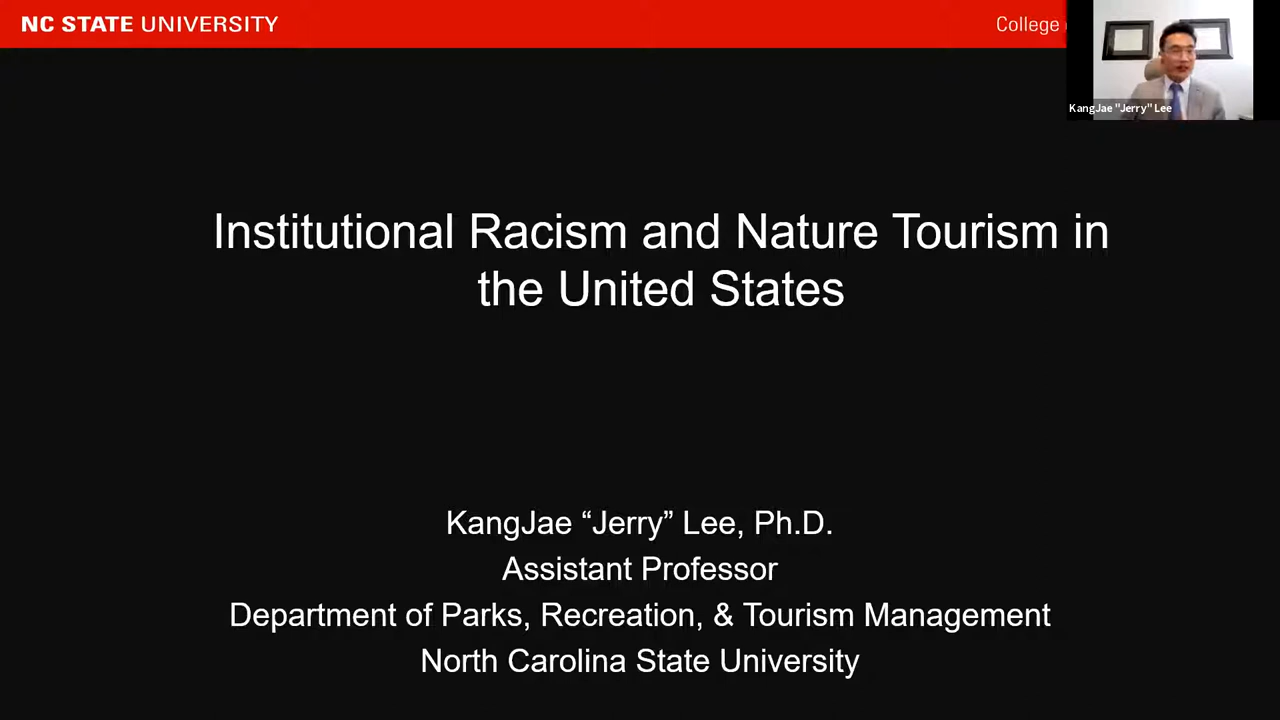 NC STATE UNIVERSITY
College
KangJae "Jerry" Lee
Institutional Racism and Nature Tourism in
the United States
KangJae “Jerry” Lee, Ph.D.
Assistant Professor
Department of Parks, Recreation, & Tourism Management
North Carolina State University